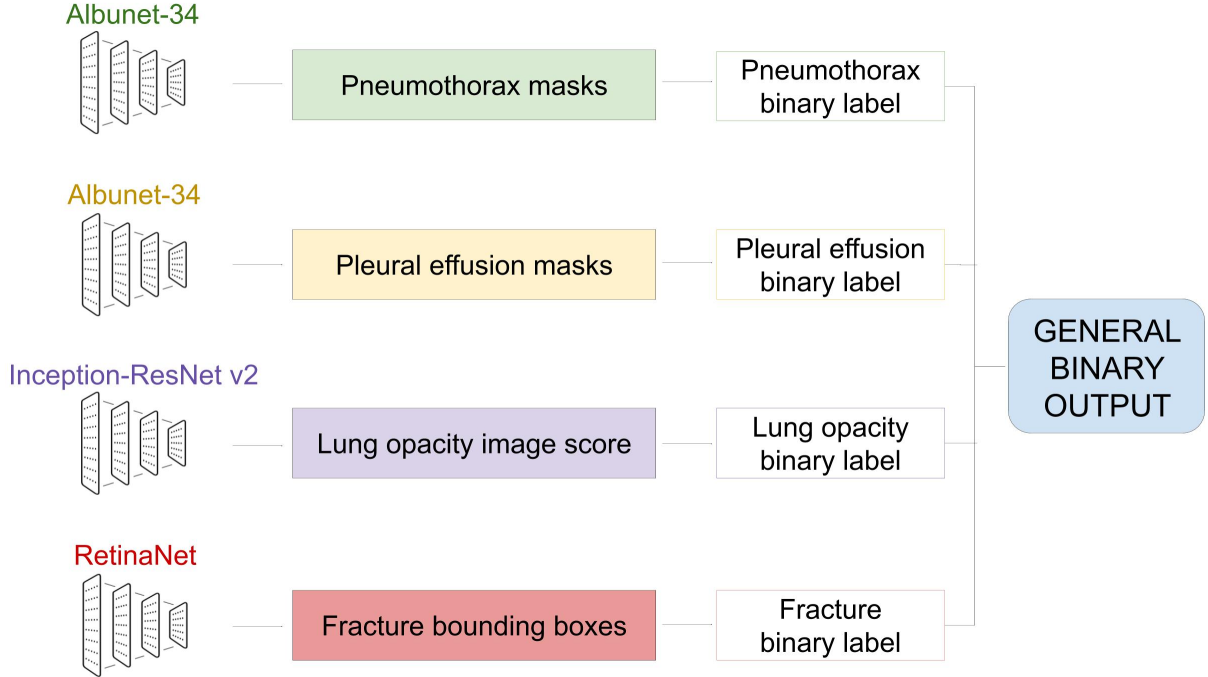 Albunet-34
Pneumothorax masks
Pneumothorax
binary label
Albunet-34
Pleural effusion masks
Pleural effusion
binary label
GENERAL
BINARY
OUTPUT
Inception-ResNet v2
Lung opacity image score
Lung opacity
binary label
RetinaNet
Fracture bounding boxes
Fracture
binary label